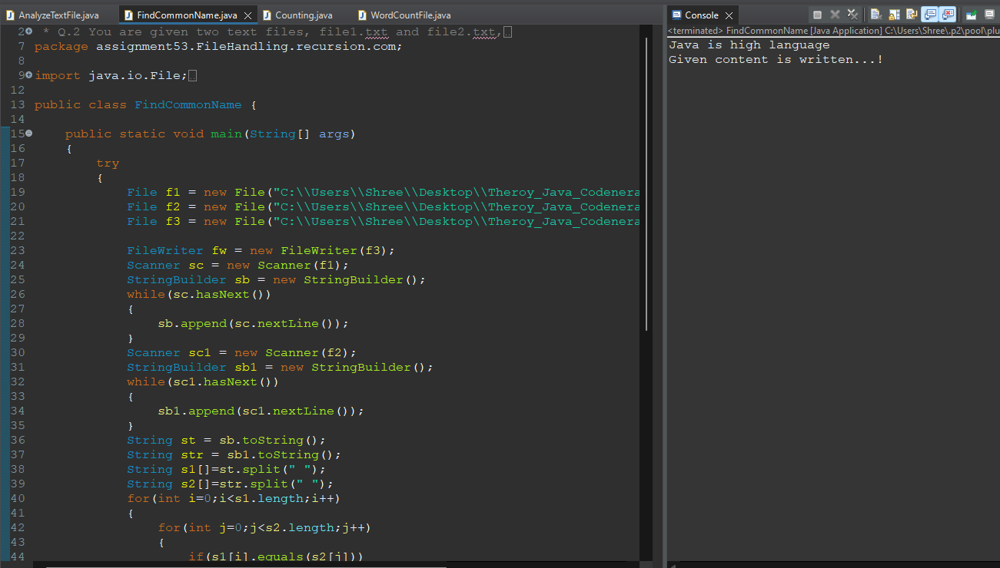 AnalyzeTextFile.java
FindCommonName.java
Counting.java
WordCountFile.java
2 * Q.2 You are given two text files, file1.txt and file2.txt,
7 package assignment53.FileHandling.recursion.com;
8
9 import java.io.File;
12
13 public class FindCommonName {
14
15 public static void main(String[] args)
16 {
17 try
18 {
19 File f1 = new File("C:\\Users\\Shree\\Desktop\\Theroy_Java_Codenera
20 File f2 = new File("C:\\Users\\Shree\\Desktop\\Theroy_Java_Codenera
21 File f3 = new File("C:\\Users\\Shree\\Desktop\\Theroy_Java_Codenera
22
23 FileWriter fw = new FileWriter(f3);
24 Scanner sc = new Scanner(f1);
25 StringBuilder sb = new StringBuilder();
26 while(sc.hasNext())
27 {
28 sb.append(sc.nextLine());
29 }
30 Scanner sc1 = new Scanner(f2);
31 StringBuilder sb1 = new StringBuilder();
32 while(sc1.hasNext())
33 {
34 sb1.append(sc1.nextLine());
35 }
36 String st = sb.toString();
37 String str = sb1.toString();
38 String s1[]=st.split(" ");
39 String s2[]=str.split(" ");
40 for(int i=0;i<s1.length;i++)
41 {
42 for(int j=0;j<s2.length;j++)
43 {
44 if(s1[i].equals(s2[j]))
Console
<terminated> FindCommonName [Java Application] C:\Users\Shree\.p2\pool\plu
Java is high language
Given content is written...!